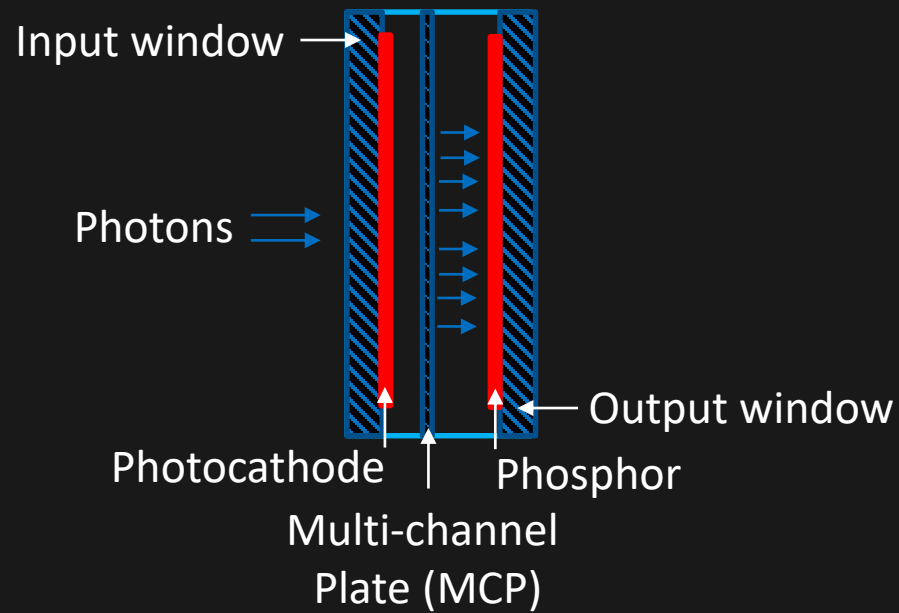 Input window
Photons
Output window
Photocathode
Phosphor
Multi-channel
Plate (MCP)